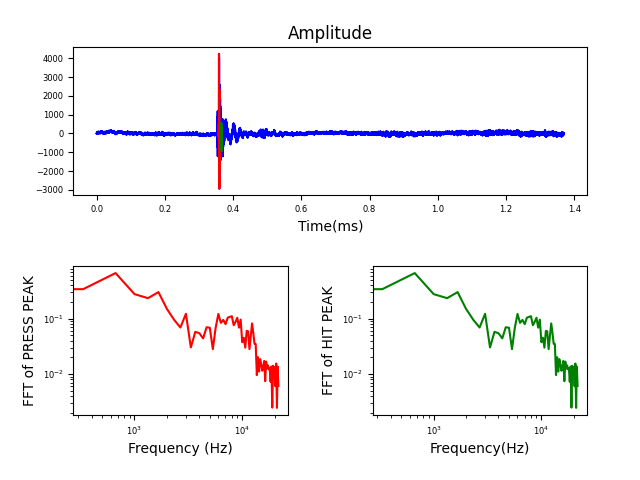 Amplitude
4000
3000
2000
1000
0
−1000
−2000
−3000
0.0 0.2 0.4 0.6 0.8 1.0 1.2 1.4
Time(ms)
FFT of PRESS PEAK
10⁻¹
10⁻²
10³ 10⁴
Frequency (Hz)
FFT of HIT PEAK
10⁻¹
10⁻²
10³ 10⁴
Frequency(Hz)